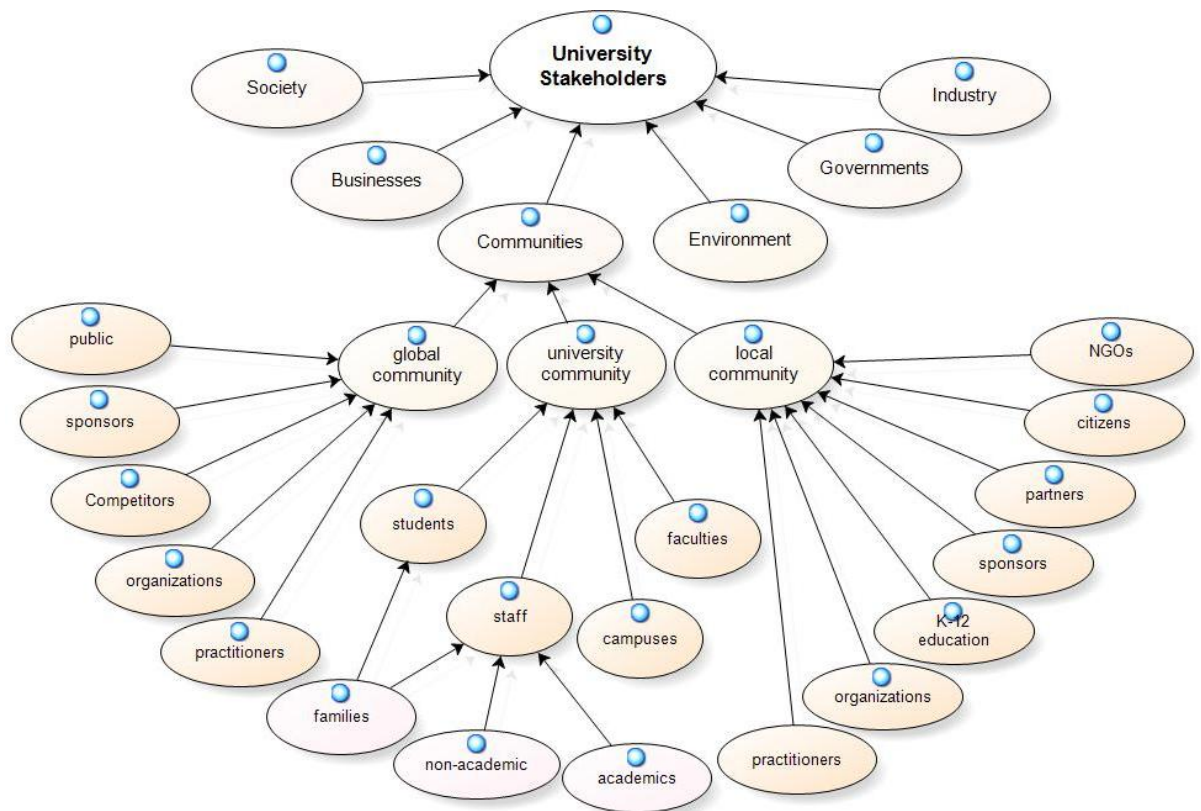 University
Stakeholders
Society
Industry
Businesses
Governments
Communities
Environment
public
global
community
university
community
local
community
NGOs
sponsors
citizens
Competitors
students
faculties
partners
organizations
staff
campuses
sponsors
practitioners
K-12
education
families
organizations
non-academic
academics
practitioners